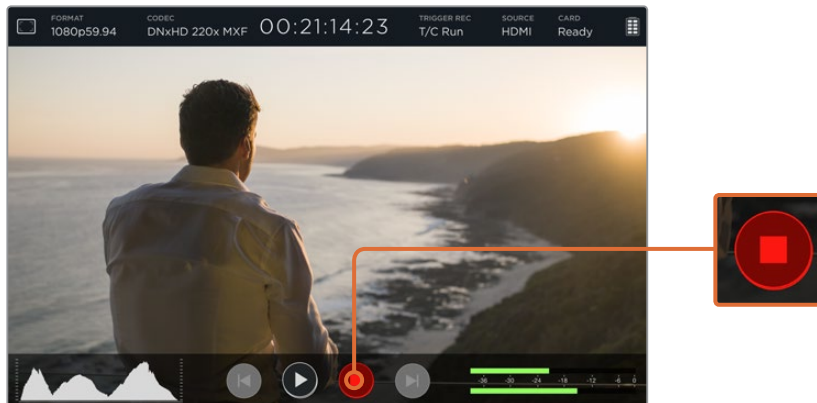 FORMAT CODEC 00:21:14:23 TRIGGER REC SOURCE CARD
1080p59.94 DNxHD 220x MXF T/C Run HDMI Ready
-36 -30 -24 -18 -12 -6 0